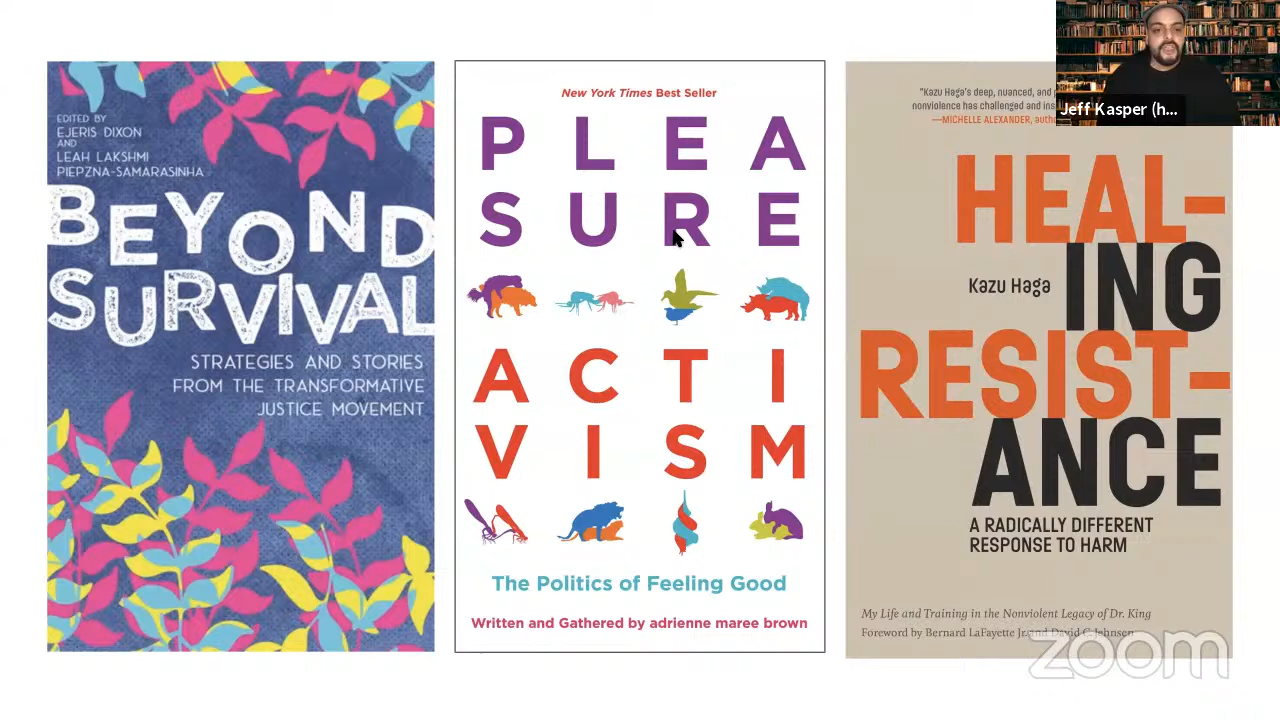 EDITED BY
EJERIS DIXON
AND
LEAH LAKSHMI
PIEPZNA-SAMARASINHA
BEYOND
SURVIVAL
STRATEGIES AND STORIES
FROM THE TRANSFORMATIVE
JUSTICE MOVEMENT
New York Times Best Seller
PLEA
SURE
ACTI
VISM
The Politics of Feeling Good
Written and Gathered by adrienne maree brown
"Kazu Haga's deep, nuanced, and
nonviolence has challenged and
—MICHELLE ALEXANDER,
HEAL-
Kazu Haga
ING
RESIST-
ANCE
A RADICALLY DIFFERENT
RESPONSE TO HARM
My Life and Training in the Nonviolent Legacy of Dr. King
Foreword by Bernard LaFayette Jr. and David C. Jehnsen
Jeff Kasper (h...
zoom